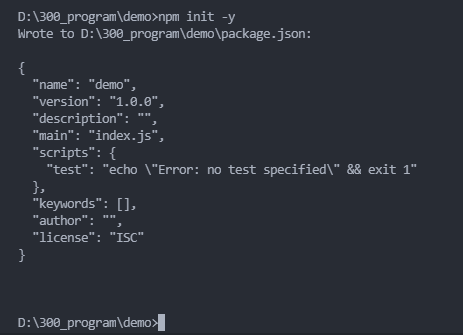 D:\300_program\demo>npm init -y
Wrote to D:\300_program\demo\package.json:
{
  "name": "demo",
  "version": "1.0.0",
  "description": "",
  "main": "index.js",
  "scripts": {
    "test": "echo \"Error: no test specified\" && exit 1"
  },
  "keywords": [],
  "author": "",
  "license": "ISC"
}
D:\300_program\demo>